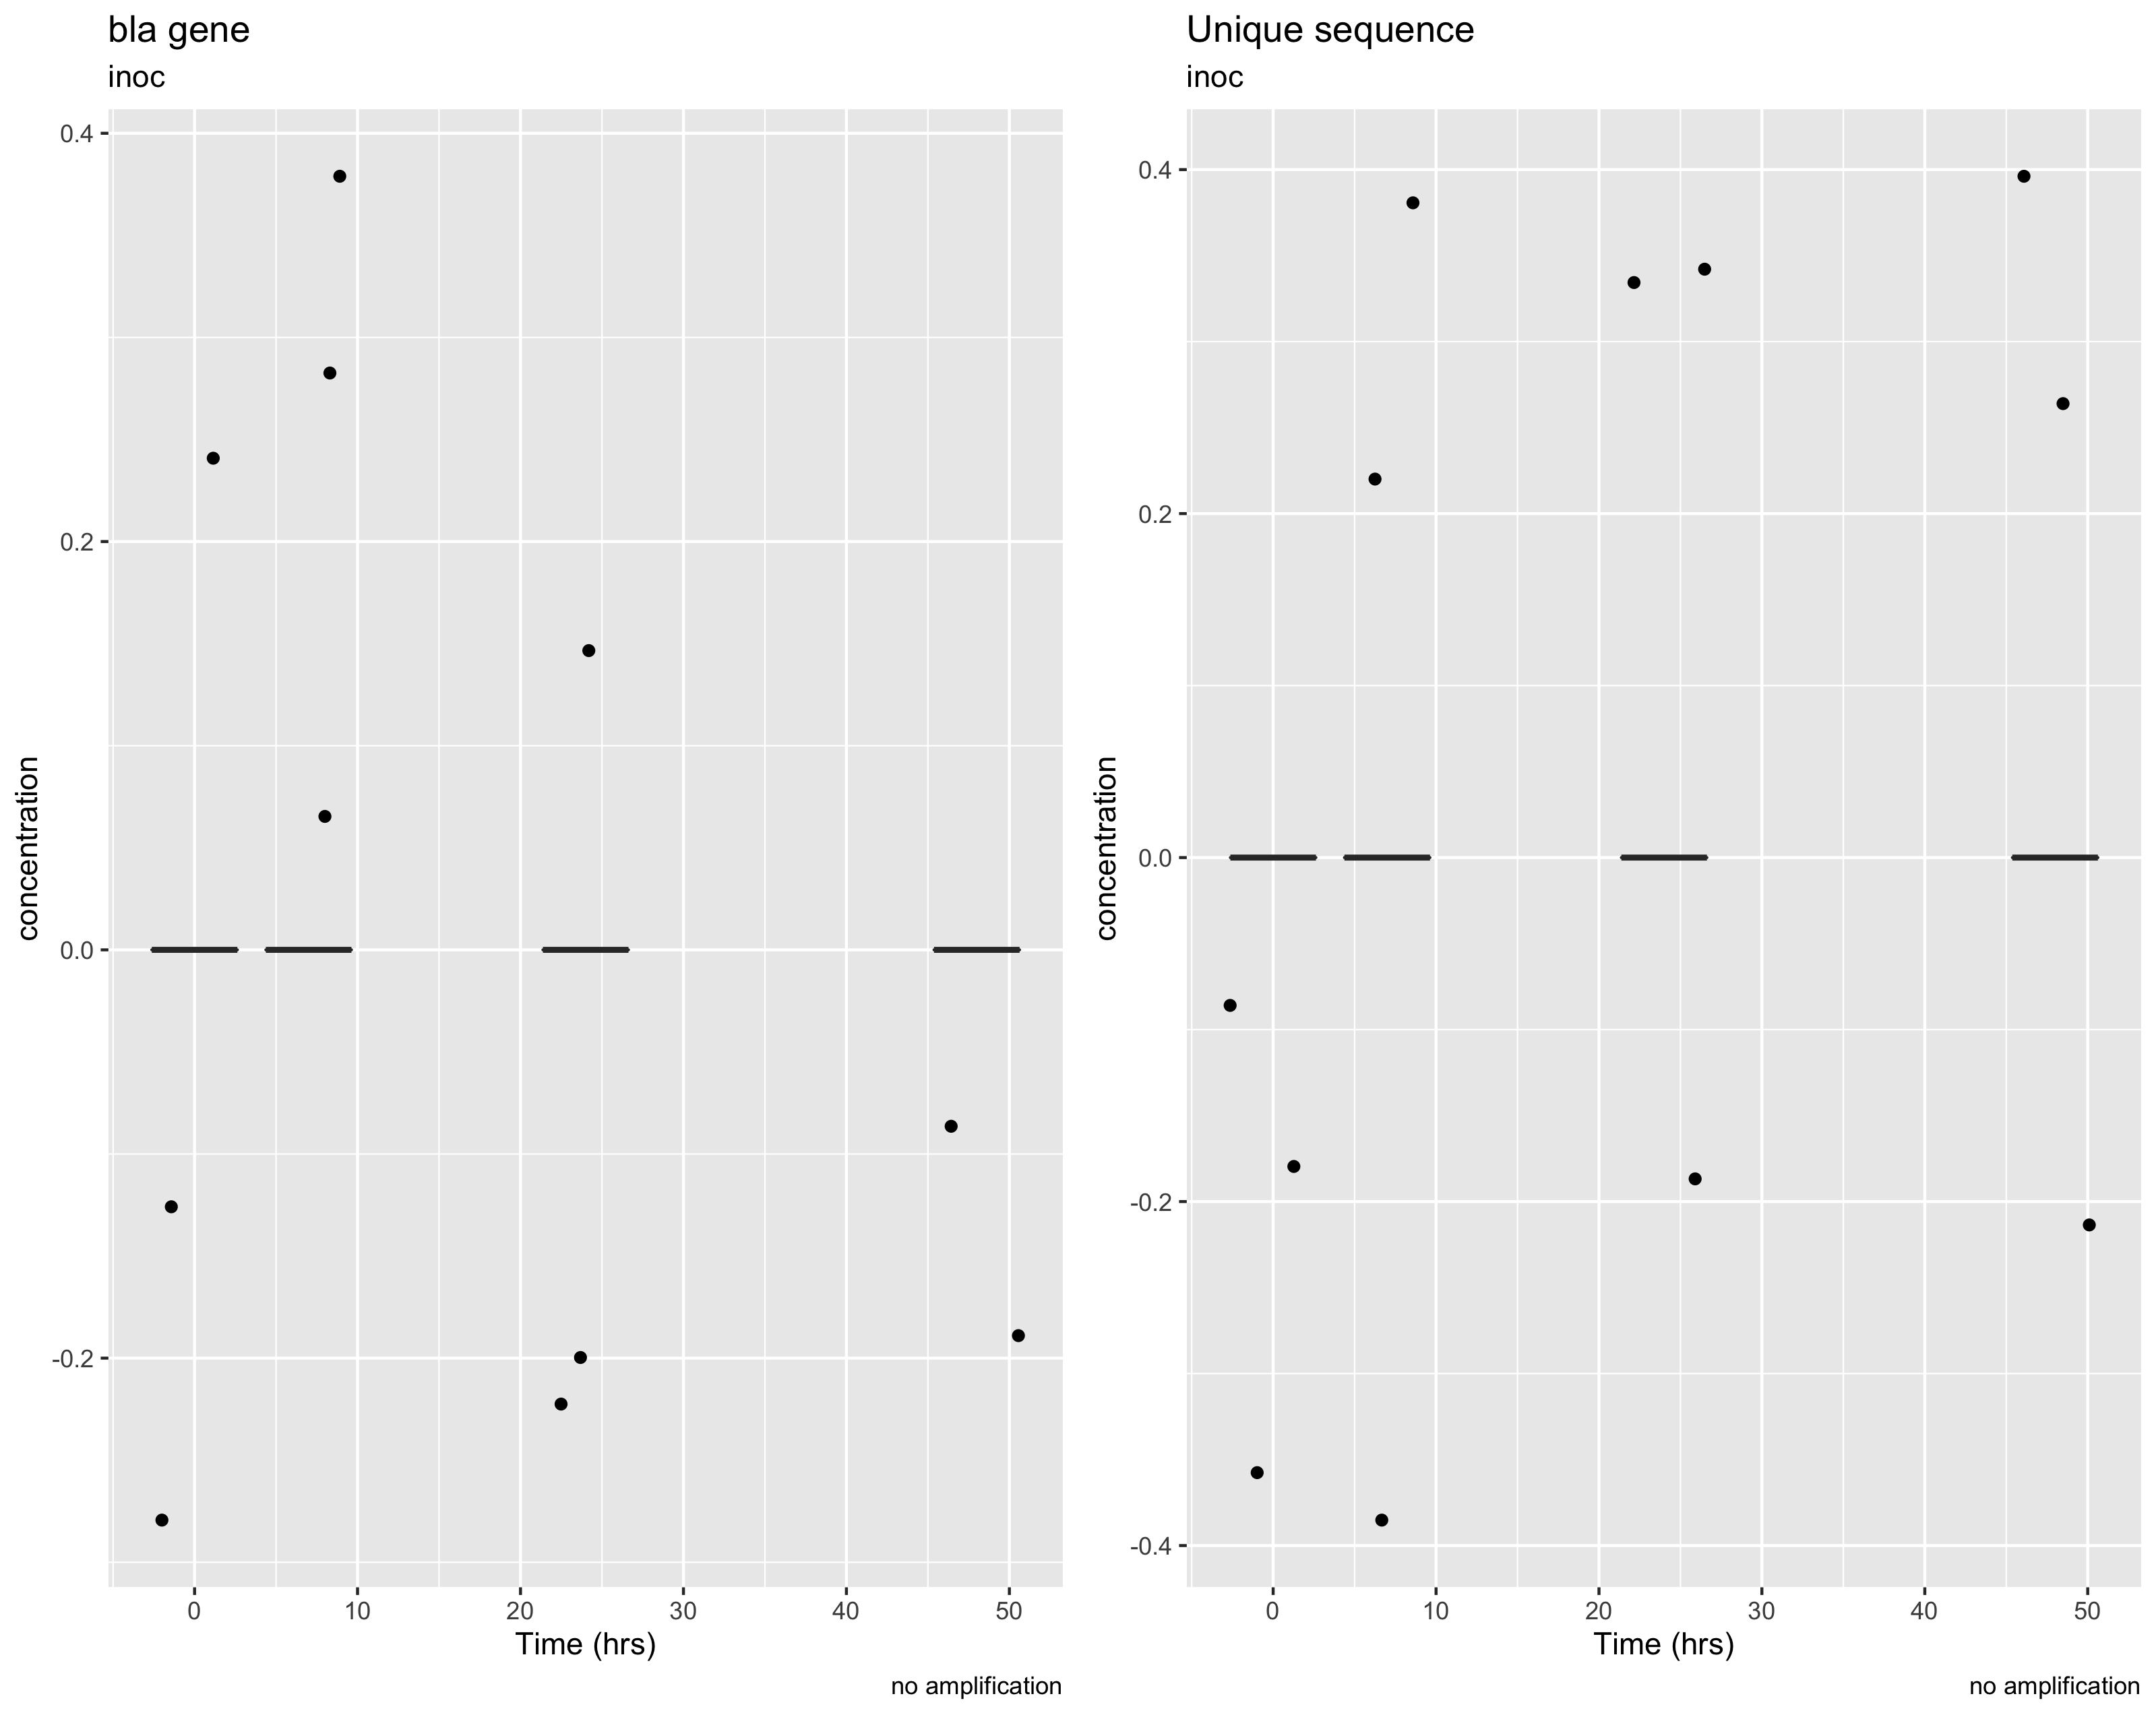 bla gene
inoc
0.4
0.2
0.0
-0.2
concentration
0
10
20
30
40
50
Time (hrs)
no amplification
Unique sequence
inoc
0.4
0.2
0.0
-0.2
-0.4
concentration
0
10
20
30
40
50
Time (hrs)
no amplification